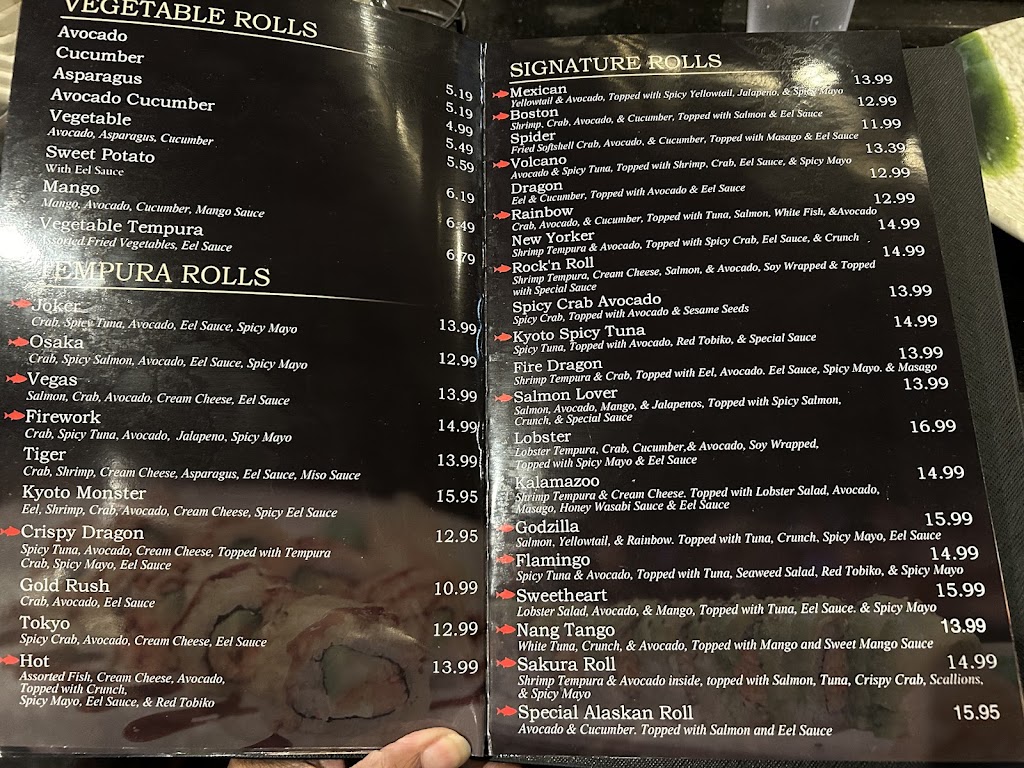 VEGETABLE ROLLS
Avocado 5.19
Cucumber 5.19
Asparagus 4.99
Avocado Cucumber 5.49
Vegetable 5.59
Avocado, Asparagus, Cucumber
Sweet Potato 6.19
With Eel Sauce
Mango 6.49
Mango, Avocado, Cucumber, Mango Sauce
Vegetable Tempura 6.79
Assorted Fried Vegetables, Eel Sauce
TEMPURA ROLLS
Joker 13.99
Crab, Spicy Tuna, Avocado, Eel Sauce, Spicy Mayo
Osaka 12.99
Crab, Spicy Salmon, Avocado, Eel Sauce, Spicy Mayo
Vegas 13.99
Salmon, Crab, Avocado, Cream Cheese, Eel Sauce
Firework 14.99
Crab, Spicy Tuna, Avocado, Jalapeno, Spicy Mayo
Tiger 13.99
Crab, Shrimp, Cream Cheese, Asparagus, Eel Sauce, Miso Sauce
Kyoto Monster 15.95
Eel, Shrimp, Crab, Avocado, Cream Cheese, Spicy Eel Sauce
Crispy Dragon 12.95
Spicy Tuna, Avocado, Cream Cheese, Topped with Tempura
Crab, Spicy Mayo, Eel Sauce
Gold Rush 10.99
Crab, Avocado, Eel Sauce
Tokyo 12.99
Spicy Crab, Avocado, Cream Cheese, Eel Sauce
Hot 13.99
Assorted Fish, Cream Cheese, Avocado,
Topped with Crunch,
Spicy Mayo, Eel Sauce, & Red Tobiko
SIGNATURE ROLLS
Mexican 13.99
Yellowtail & Avocado, Topped with Spicy Yellowtail, Jalapeno, & Spicy Mayo
Boston 12.99
Shrimp, Crab, Avocado, & Cucumber, Topped with Salmon & Eel Sauce
Spider 11.99
Fried Softshell Crab, Avocado, & Cucumber, Topped with Masago & Eel Sauce
Volcano 13.39
Avocado & Spicy Tuna, Topped with Shrimp, Crab, Eel Sauce, & Spicy Mayo
Dragon 12.99
Eel & Cucumber, Topped with Avocado & Eel Sauce
Rainbow 12.99
Crab, Avocado, & Cucumber, Topped with Tuna, Salmon, White Fish, &Avocado
New Yorker 14.99
Shrimp Tempura & Avocado, Topped with Spicy Crab, Eel Sauce, & Crunch
Rock'n Roll 14.99
Shrimp Tempura, Cream Cheese, Salmon, & Avocado, Soy Wrapped & Topped
with Special Sauce
Spicy Crab Avocado 13.99
Spicy Crab, Topped with Avocado & Sesame Seeds
Kyoto Spicy Tuna 14.99
Spicy Tuna, Topped with Avocado, Red Tobiko, & Special Sauce
Fire Dragon 13.99
Shrimp Tempura & Crab, Topped with Eel, Avocado. Eel Sauce, Spicy Mayo. & Masago
Salmon Lover 13.99
Salmon, Avocado, Mango, & Jalapenos, Topped with Spicy Salmon,
Crunch, & Special Sauce
Lobster 16.99
Lobster Tempura, Crab, Cucumber,& Avocado, Soy Wrapped,
Topped with Spicy Mayo & Eel Sauce
Kalamazoo 14.99
Shrimp Tempura & Cream Cheese. Topped with Lobster Salad, Avocado,
Masago, Honey Wasabi Sauce & Eel Sauce
Godzilla 15.99
Salmon, Yellowtail, & Rainbow. Topped with Tuna, Crunch, Spicy Mayo, Eel Sauce
Flamingo 14.99
Spicy Tuna & Avocado, Topped with Tuna, Seaweed Salad, Red Tobiko, & Spicy Mayo
Sweetheart 15.99
Lobster Salad, Avocado, & Mango, Topped with Tuna, Eel Sauce. & Spicy Mayo
Nang Tango 13.99
White Tuna, Crunch, & Avocado, Topped with Mango and Sweet Mango Sauce
Sakura Roll 14.99
Shrimp Tempura & Avocado inside, topped with Salmon, Tuna, Crispy Crab, Scallions,
& Spicy Mayo
Special Alaskan Roll 15.95
Avocado & Cucumber. Topped with Salmon and Eel Sauce